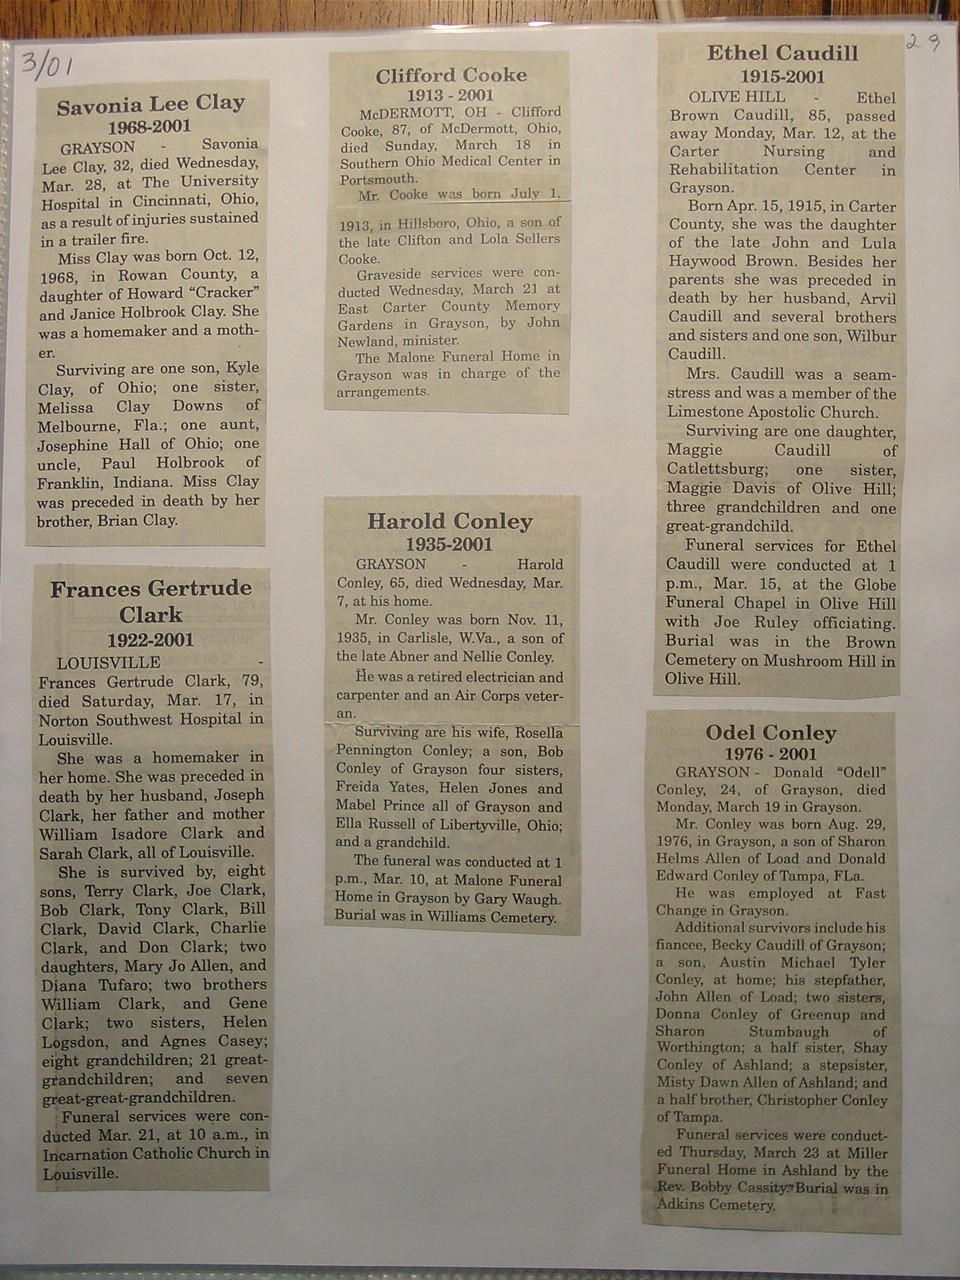 3/01
29
Savonia Lee Clay
1968-2001
GRAYSON - Savonia
Lee Clay, 32, died Wednesday,
Mar. 28, at The University
Hospital in Cincinnati, Ohio,
as a result of injuries sustained
in a trailer fire.
Miss Clay was born Oct. 12,
1968, in Rowan County, a
daughter of Howard “Cracker”
and Janice Holbrook Clay. She
was a homemaker and a moth-
er.
Surviving are one son, Kyle
Clay, of Ohio; one sister,
Melissa Clay Downs of
Melbourne, Fla.; one aunt,
Josephine Hall of Ohio; one
uncle, Paul Holbrook of
Franklin, Indiana. Miss Clay
was preceded in death by her
brother, Brian Clay.
Frances Gertrude
Clark
1922-2001
LOUISVILLE -
Frances Gertrude Clark, 79,
died Saturday, Mar. 17, in
Norton Southwest Hospital in
Louisville.
She was a homemaker in
her home. She was preceded in
death by her husband, Joseph
Clark, her father and mother
William Isadore Clark and
Sarah Clark, all of Louisville.
She is survived by, eight
sons, Terry Clark, Joe Clark,
Bob Clark, Tony Clark, Bill
Clark, David Clark, Charlie
Clark, and Don Clark; two
daughters, Mary Jo Allen, and
Diana Tufaro; two brothers
William Clark, and Gene
Clark; two sisters, Helen
Logsdon, and Agnes Casey;
eight grandchildren; 21 great-
grandchildren; and seven
great-great-grandchildren.
Funeral services were con-
ducted Mar. 21, at 10 a.m., in
Incarnation Catholic Church in
Louisville.
Clifford Cooke
1913 - 2001
McDERMOTT, OH - Clifford
Cooke, 87, of McDermott, Ohio,
died Sunday, March 18 in
Southern Ohio Medical Center in
Portsmouth.
Mr. Cooke was born July 1,
1913, in Hillsboro, Ohio, a son of
the late Clifton and Lola Sellers
Cooke.
Graveside services were con-
ducted Wednesday, March 21 at
East Carter County Memory
Gardens in Grayson, by John
Newland, minister.
The Malone Funeral Home in
Grayson was in charge of the
arrangements.
Harold Conley
1935-2001
GRAYSON - Harold
Conley, 65, died Wednesday, Mar.
7, at his home.
Mr. Conley was born Nov. 11,
1935, in Carlisle, W.Va., a son of
the late Abner and Nellie Conley.
He was a retired electrician and
carpenter and an Air Corps veter-
an.
Surviving are his wife, Rosella
Pennington Conley; a son, Bob
Conley of Grayson four sisters,
Freida Yates, Helen Jones and
Mabel Prince all of Grayson and
Ella Russell of Libertyville, Ohio;
and a grandchild.
The funeral was conducted at 1
p.m., Mar. 10, at Malone Funeral
Home in Grayson by Gary Waugh.
Burial was in Williams Cemetery.
Ethel Caudill
1915-2001
OLIVE HILL - Ethel
Brown Caudill, 85, passed
away Monday, Mar. 12, at the
Carter Nursing and
Rehabilitation Center in
Grayson.
Born Apr. 15, 1915, in Carter
County, she was the daughter
of the late John and Lula
Haywood Brown. Besides her
parents she was preceded in
death by her husband, Arvil
Caudill and several brothers
and sisters and one son, Wilbur
Caudill.
Mrs. Caudill was a seam-
stress and was a member of the
Limestone Apostolic Church.
Surviving are one daughter,
Maggie Caudill of
Catlettsburg; one sister,
Maggie Davis of Olive Hill;
three grandchildren and one
great-grandchild.
Funeral services for Ethel
Caudill were conducted at 1
p.m., Mar. 15, at the Globe
Funeral Chapel in Olive Hill
with Joe Ruley officiating.
Burial was in the Brown
Cemetery on Mushroom Hill in
Olive Hill.
Odel Conley
1976 - 2001
GRAYSON - Donald “Odell”
Conley, 24, of Grayson, died
Monday, March 19 in Grayson.
Mr. Conley was born Aug. 29,
1976, in Grayson, a son of Sharon
Helms Allen of Load and Donald
Edward Conley of Tampa, FLa.
He was employed at Fast
Change in Grayson.
Additional survivors include his
fiancee, Becky Caudill of Grayson;
a son, Austin Michael Tyler
Conley, at home; his stepfather,
John Allen of Load; two sisters,
Donna Conley of Greenup and
Sharon Stumbaugh of
Worthington; a half sister, Shay
Conley of Ashland; a stepsister,
Misty Dawn Allen of Ashland; and
a half brother, Christopher Conley
of Tampa.
Funeral services were conduct-
ed Thursday, March 23 at Miller
Funeral Home in Ashland by the
Rev. Bobby Cassity. Burial was in
Adkins Cemetery.